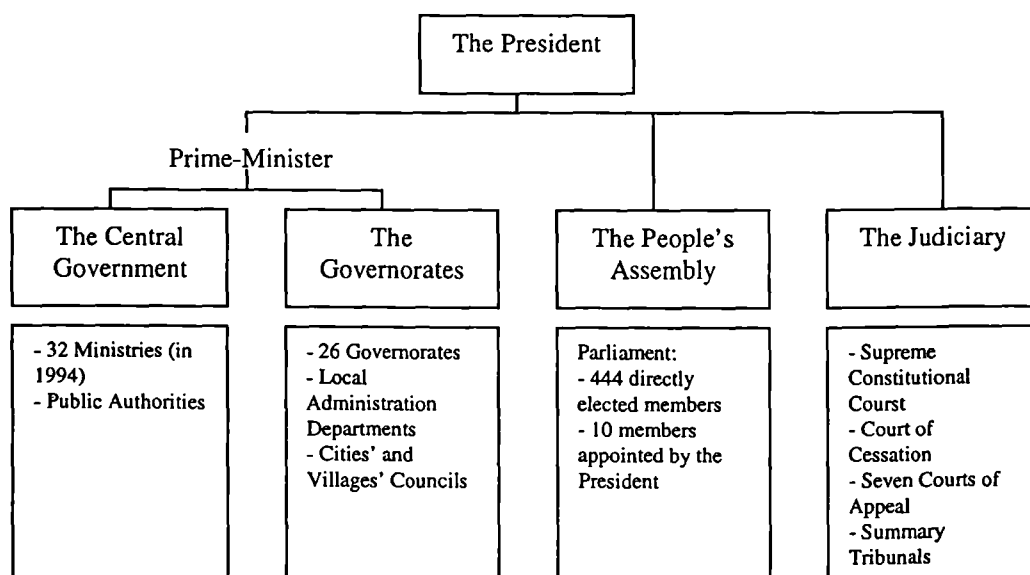 The President
Prime-Minister
The Central
Government
The
Governorates
The People's
Assembly
The Judiciary
- 32 Ministries (in
1994)
- Public Authorities
- 26 Governorates
- Local
Administration
Departments
- Cities' and
Villages' Councils
Parliament:
- 444 directly
elected members
- 10 members
appointed by the
President
- Supreme
Constitutional
Courst
- Court of
Cessation
- Seven Courts of
Appeal
- Summary
Tribunals